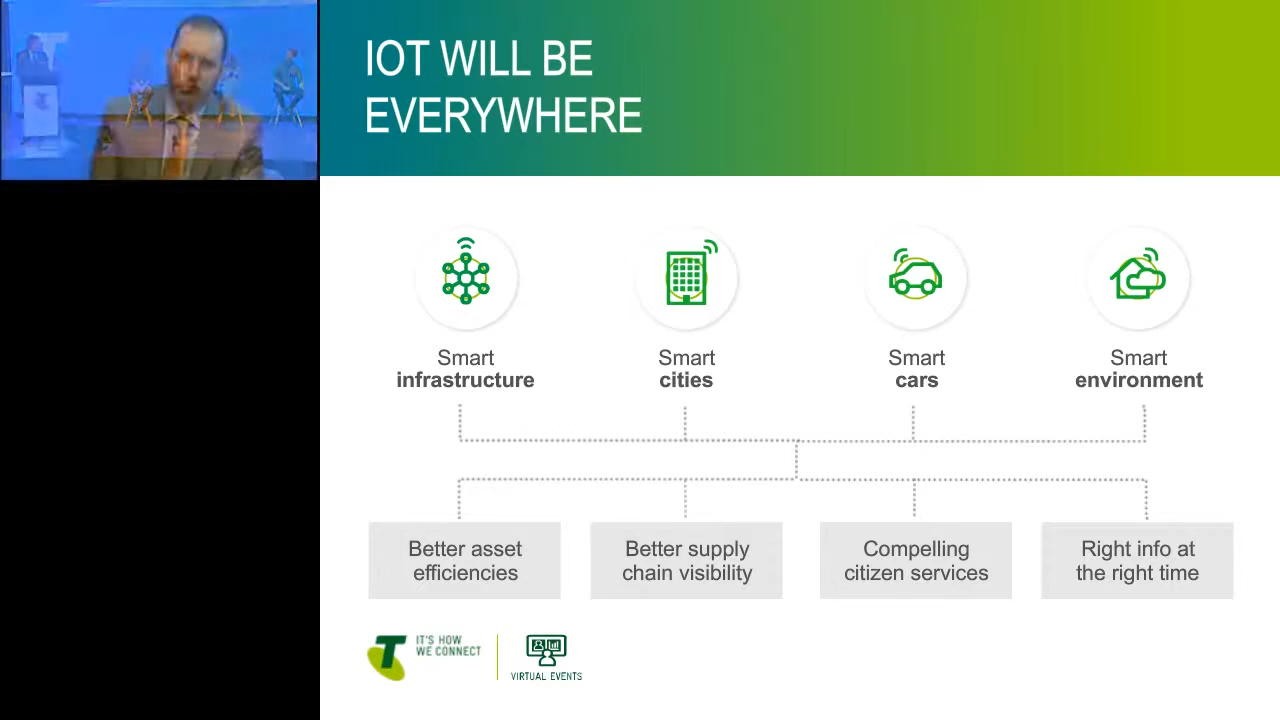 IOT WILL BE
EVERYWHERE
Smart
infrastructure
Smart
cities
Smart
cars
Smart
environment
Better asset
efficiencies
Better supply
chain visibility
Compelling
citizen services
Right info at
the right time
T
IT'S HOW
WE CONNECT
VIRTUAL EVENTS